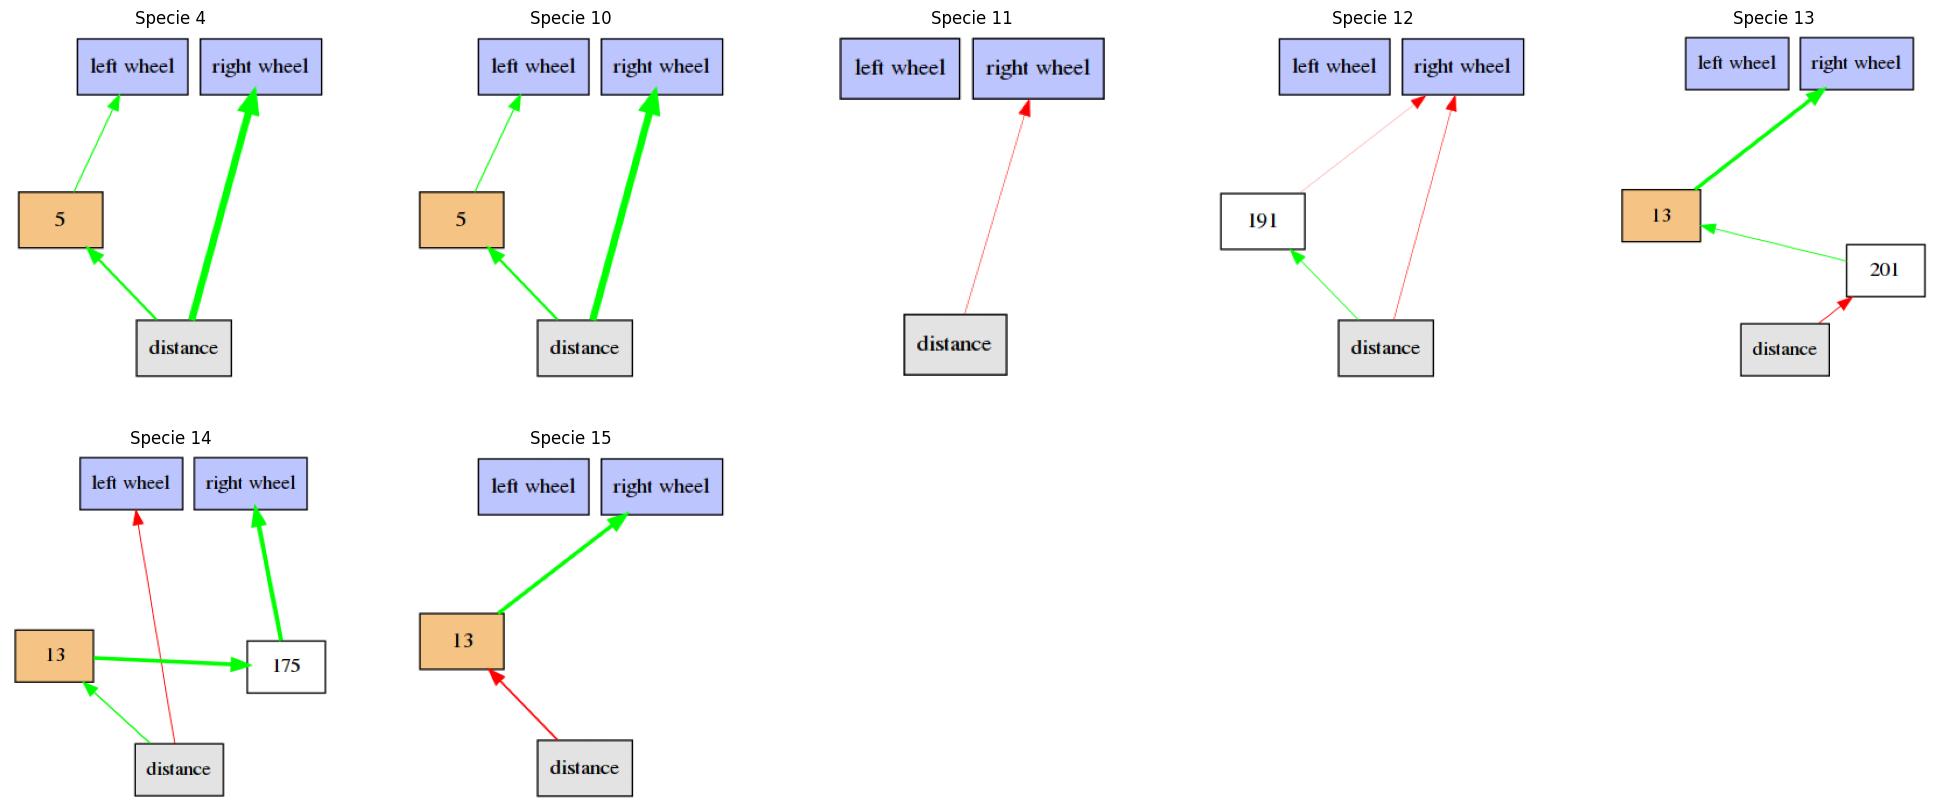 Specie 4
left wheel
right wheel
5
distance
Specie 10
left wheel
right wheel
5
distance
Specie 11
left wheel
right wheel
distance
Specie 12
left wheel
right wheel
191
distance
Specie 13
left wheel
right wheel
13
201
distance
Specie 14
left wheel
right wheel
13
175
distance
Specie 15
left wheel
right wheel
13
distance